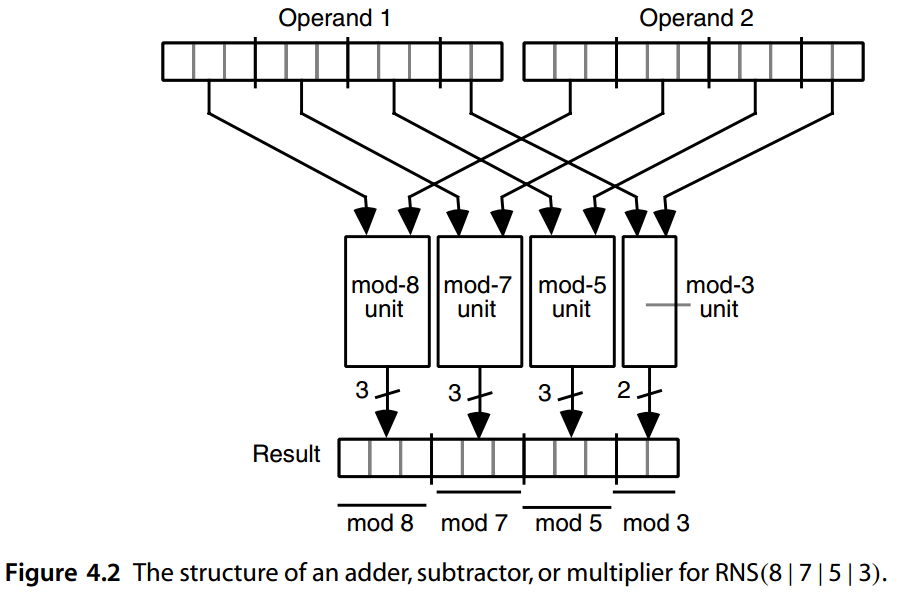 Operand 1
Operand 2
mod-8
unit
mod-7
unit
mod-5
unit
mod-3
unit
3
3
3
2
Result
mod 8
mod 7
mod 5
mod 3
Figure 4.2 The structure of an adder, subtractor, or multiplier for RNS(8 | 7 | 5 | 3).